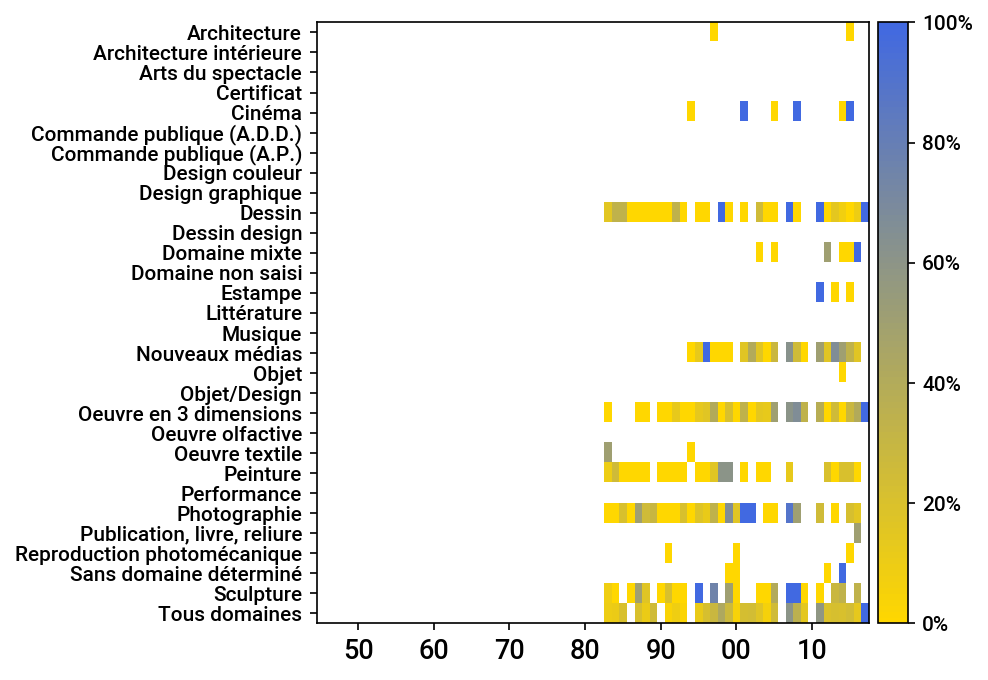 Architecture
Architecture intérieure
Arts du spectacle
Certificat
Cinéma
Commande publique (A.D.D.)
Commande publique (A.P.)
Design couleur
Design graphique
Dessin
Dessin design
Domaine mixte
Domaine non saisi
Estampe
Littérature
Musique
Nouveaux médias
Objet
Objet/Design
Oeuvre en 3 dimensions
Oeuvre olfactive
Oeuvre textile
Peinture
Performance
Photographie
Publication, livre, reliure
Reproduction photomécanique
Sans domaine déterminé
Sculpture
Tous domaines
50 60 70 80 90 00 10
100%
80%
60%
40%
20%
0%